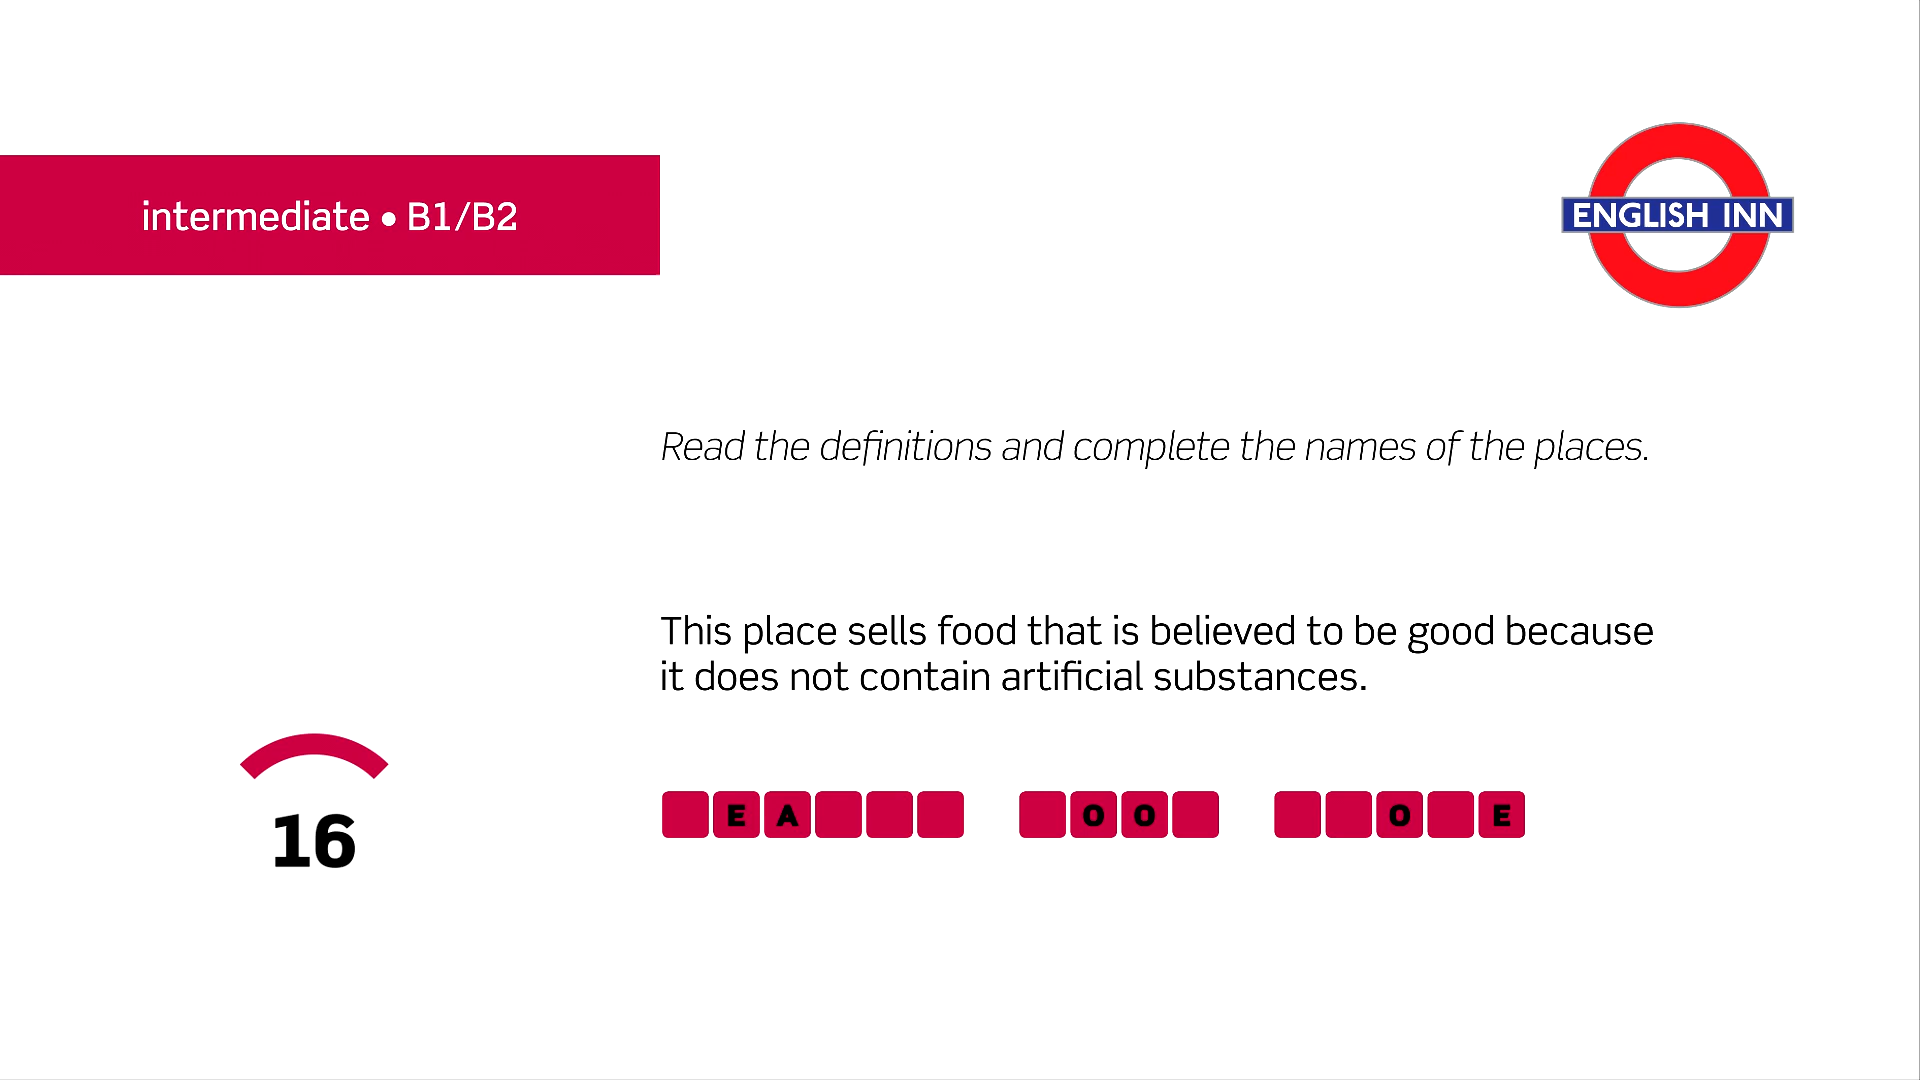 intermediate • B1/B2
ENGLISH INN
Read the definitions and complete the names of the places.
This place sells food that is believed to be good because
it does not contain artificial substances.
E A O O O E
16